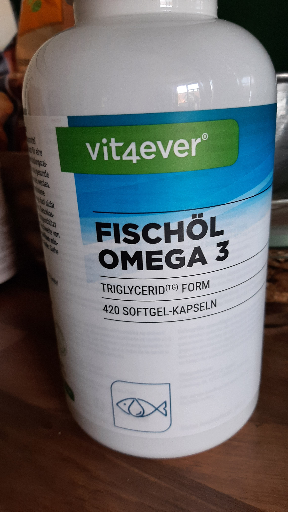 vit4ever®
FISCHÖL
OMEGA 3
TRIGLYCERID(TG) FORM
420 SOFTGEL-KAPSELN